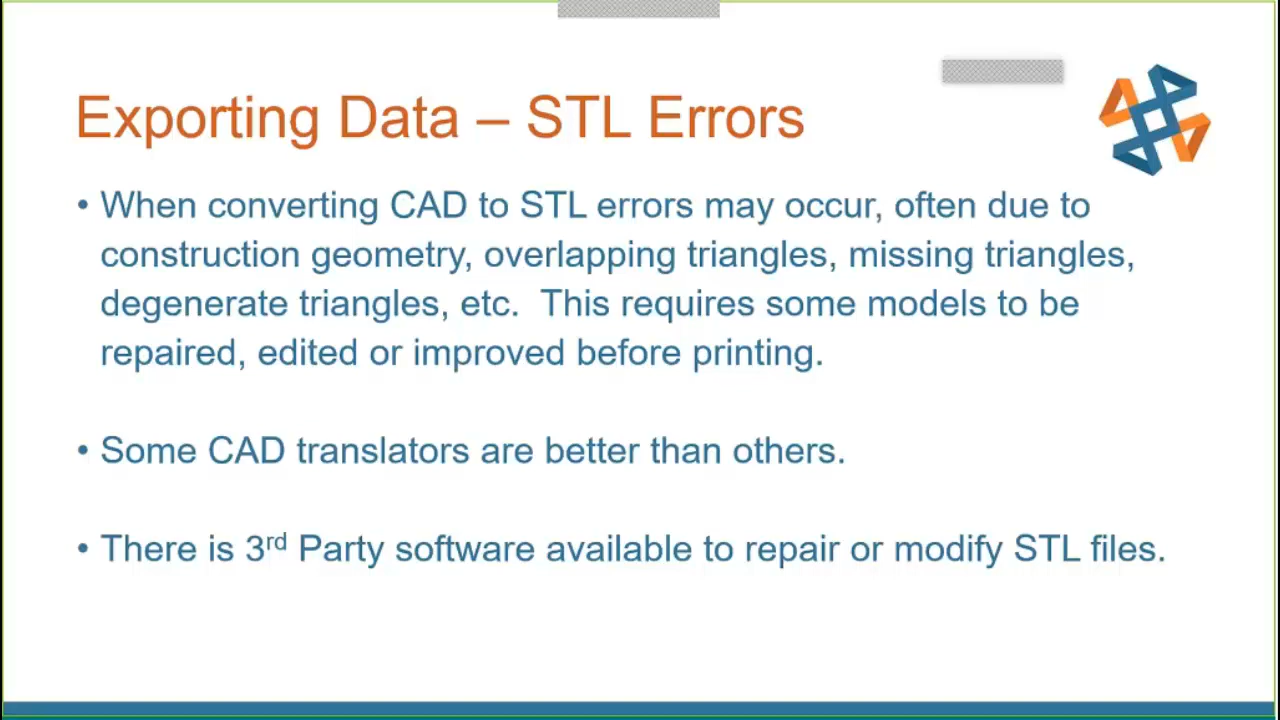 Exporting Data – STL Errors
• When converting CAD to STL errors may occur, often due to
construction geometry, overlapping triangles, missing triangles,
degenerate triangles, etc.  This requires some models to be
repaired, edited or improved before printing.
• Some CAD translators are better than others.
• There is 3rd Party software available to repair or modify STL files.